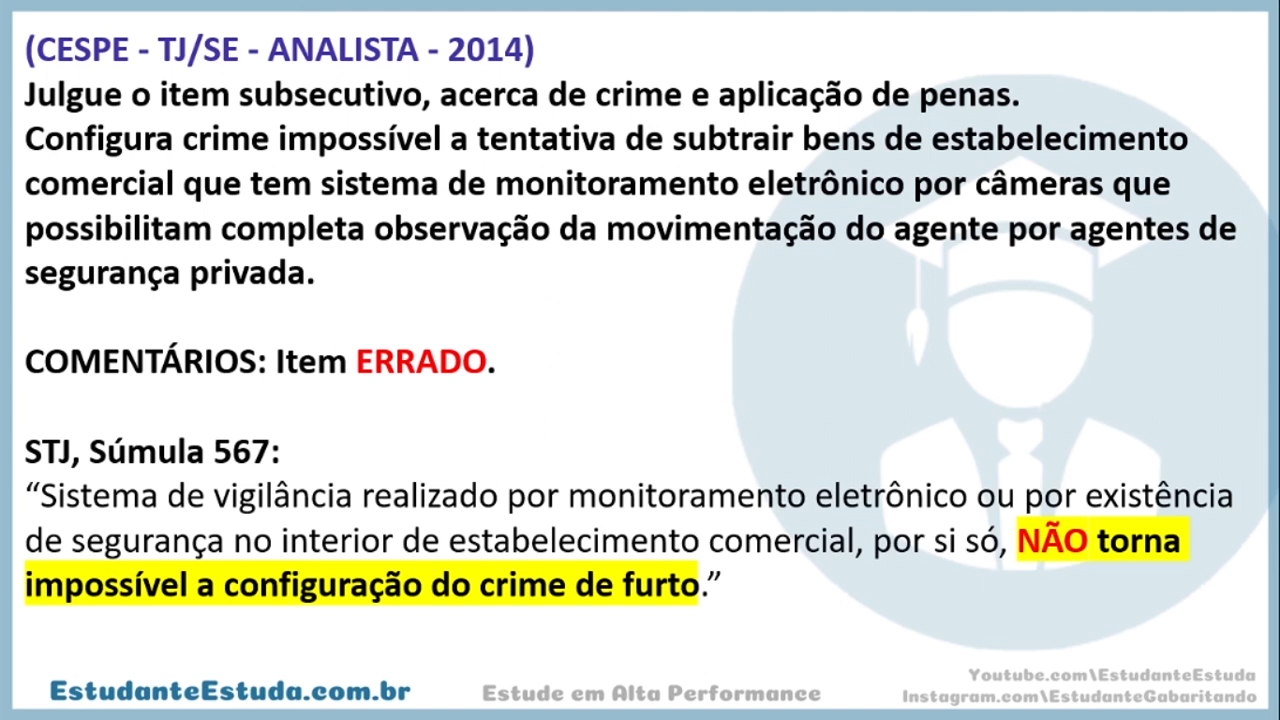 (CESPE - TJ/SE - ANALISTA - 2014)
Julgue o item subsecutivo, acerca de crime e aplicação de penas.
Configura crime impossível a tentativa de subtrair bens de estabelecimento
comercial que tem sistema de monitoramento eletrônico por câmeras que
possibilitam completa observação da movimentação do agente por agentes de
segurança privada.
COMENTÁRIOS: Item ERRADO.
STJ, Súmula 567:
“Sistema de vigilância realizado por monitoramento eletrônico ou por existência
de segurança no interior de estabelecimento comercial, por si só, NÃO torna
impossível a configuração do crime de furto.”
EstudanteEstuda.com.br
Estude em Alta Performance
Youtube.com\EstudanteEstuda
Instagram.com\EstudanteGabaritando